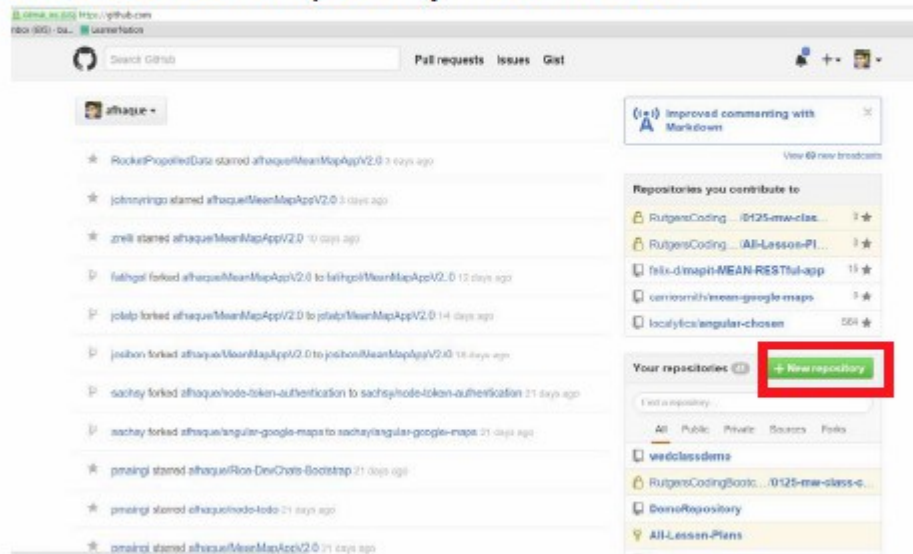 https://github.com
Search GitHub
Pull requests Issues Gist
afhaque
RocketPropelledData starred afhaque/MeanMapAppV2.0 3 days ago
johnnyringo starred afhaque/MeanMapAppV2.0 3 days ago
zrelli starred afhaque/MeanMapAppV2.0 10 days ago
fatihgol forked afhaque/MeanMapAppV2.0 to fatihgol/MeanMapAppV2.0 13 days ago
jotalp forked afhaque/MeanMapAppV2.0 to jotalp/MeanMapAppV2.0 14 days ago
josibon forked afhaque/MeanMapAppV2.0 to josibon/MeanMapAppV2.0 18 days ago
sachsy forked afhaque/node-token-authentication to sachsy/node-token-authentication 21 days ago
sachsy forked afhaque/angular-google-maps to sachsy/angular-google-maps 21 days ago
pmaingi starred afhaque/Rion-DevChats-Bootstrap 21 days ago
pmaingi starred afhaque/node-todo 21 days ago
pmaingi starred afhaque/MeanMapAppV2.0 21 days ago
Improved commenting with
Markdown
View 69 new broadcasts
Repositories you contribute to
RutgersCoding... /0125-mw-clas... 3
RutgersCoding... /All-Lesson-Pl... 3
felix-d/mapit-MEAN-RESTful-app
carriosmith/mean-google-maps
localytics/angular-chosen 564
Your repositories
+ New repository
Find a repository...
All Public Private Sources Forks
wedclassdemo
RutgersCodingBootc... /0125-mw-class-c...
DemoRepository
All-Lesson-Plans